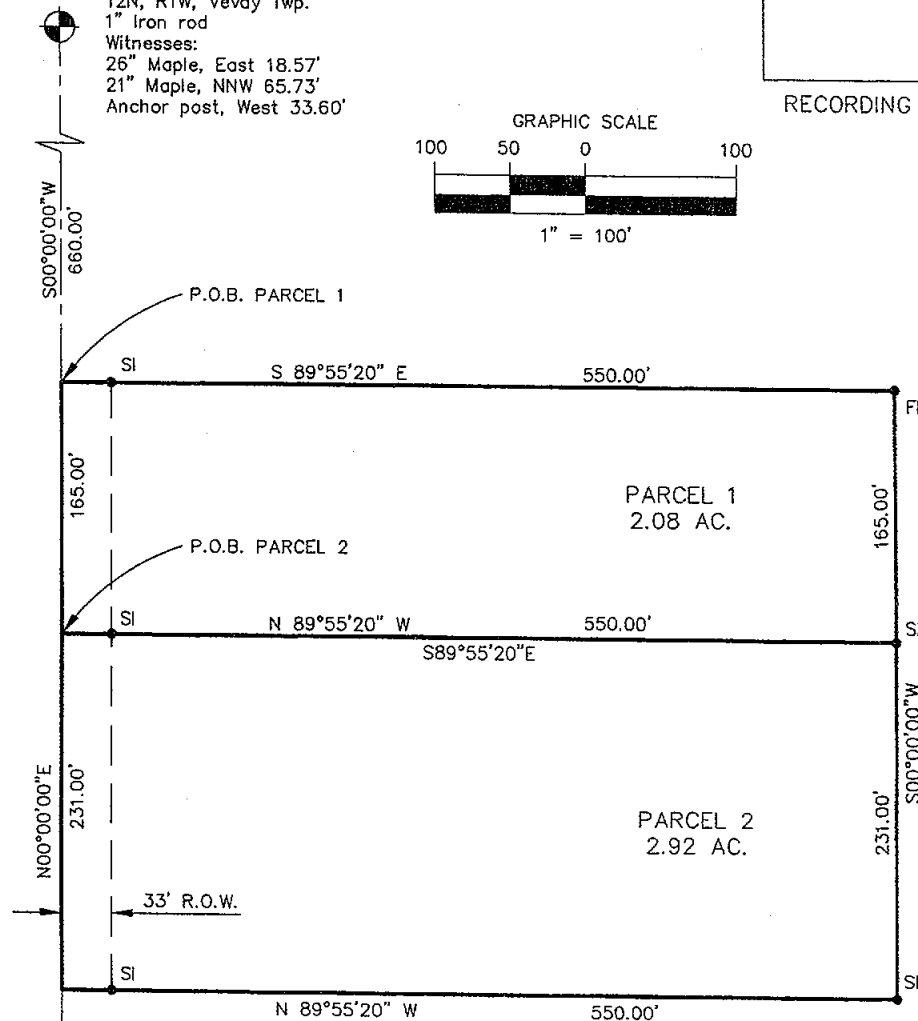 12N, R1W, Vevay Twp.
1" Iron rod
Witnesses:
26" Maple, East 18.57'
21" Maple, NNW 65.73'
Anchor post, West 33.60'
RECORDING
GRAPHIC SCALE
100 50 0 100
1" = 100'
S00°00'00"W
660.00'
P.O.B. PARCEL 1
SI
S 89°55'20" E 550.00'
165.00'
PARCEL 1
2.08 AC.
165.00'
P.O.B. PARCEL 2
SI
N 89°55'20" W 550.00'
S89°55'20"E
S00°00'00"W
N00°00'00"E
231.00'
PARCEL 2
2.92 AC.
231.00'
33' R.O.W.
SI
SI
N 89°55'20" W 550.00'